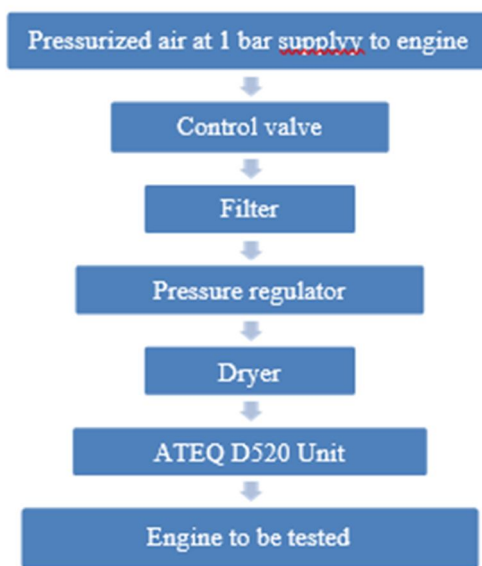 Pressurized air at 1 bar supplyy to engine
Control valve
Filter
Pressure regulator
Dryer
ATEQ D520 Unit
Engine to be tested